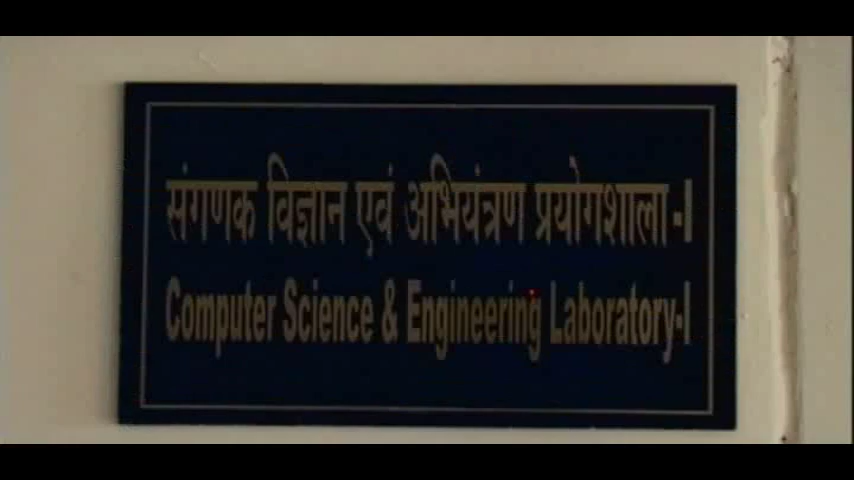 संगणक विज्ञान एवं अभियंत्रण प्रयोगशाला-I
Computer Science & Engineering Laboratory-I